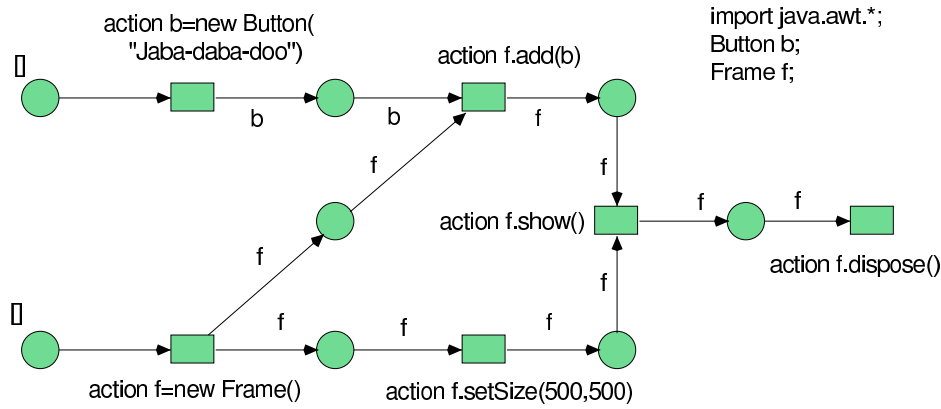 action b=new Button(
"Jaba-daba-doo")
[]
action f.add(b)
import java.awt.*;
Button b;
Frame f;
b
b
f
f
f
f
action f.show()
f
f
action f.dispose()
f
[]
f
f
f
action f=new Frame()
action f.setSize(500,500)